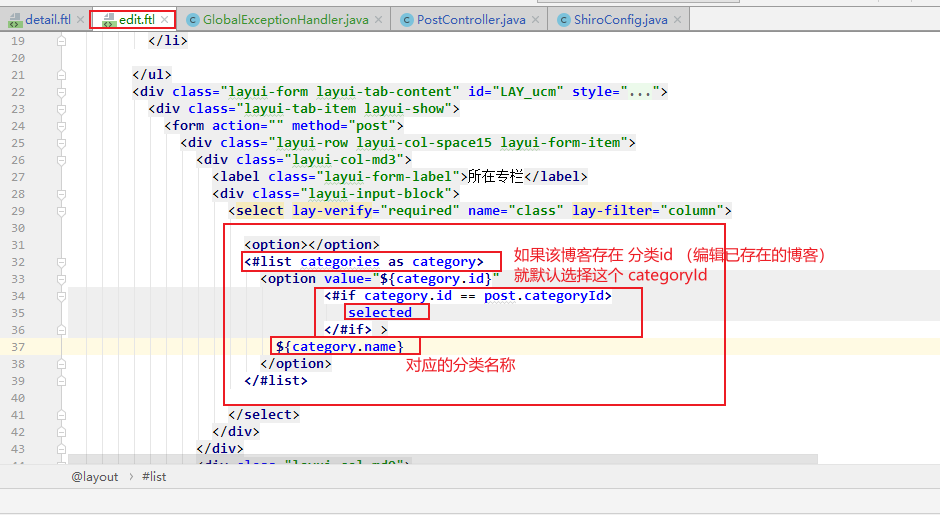 detail.ftl
edit.ftl
GlobalExceptionHandler.java
PostController.java
ShiroConfig.java
19 </li>
20
21 </ul>
22 <div class="layui-form layui-tab-content" id="LAY_ucm" style="...">
23 <div class="layui-tab-item layui-show">
24 <form action="" method="post">
25 <div class="layui-row layui-col-space15 layui-form-item">
26 <div class="layui-col-md3">
27 <label class="layui-form-label">所在专栏</label>
28 <div class="layui-input-block">
29 <select lay-verify="required" name="class" lay-filter="column">
30
31 <option></option>
如果该博客存在 分类id （编辑已存在的博客）
32 <#list categories as category>
就默认选择这个 categoryId
33 <option value="${category.id}"
34 <#if category.id == post.categoryId>
35 selected
36 </#if> >
37 ${category.name}
对应的分类名称
38 </option>
39 </#list>
40
41 </select>
42 </div>
43 </div>
44 <div class="layui-col-md9">
@layout › #list